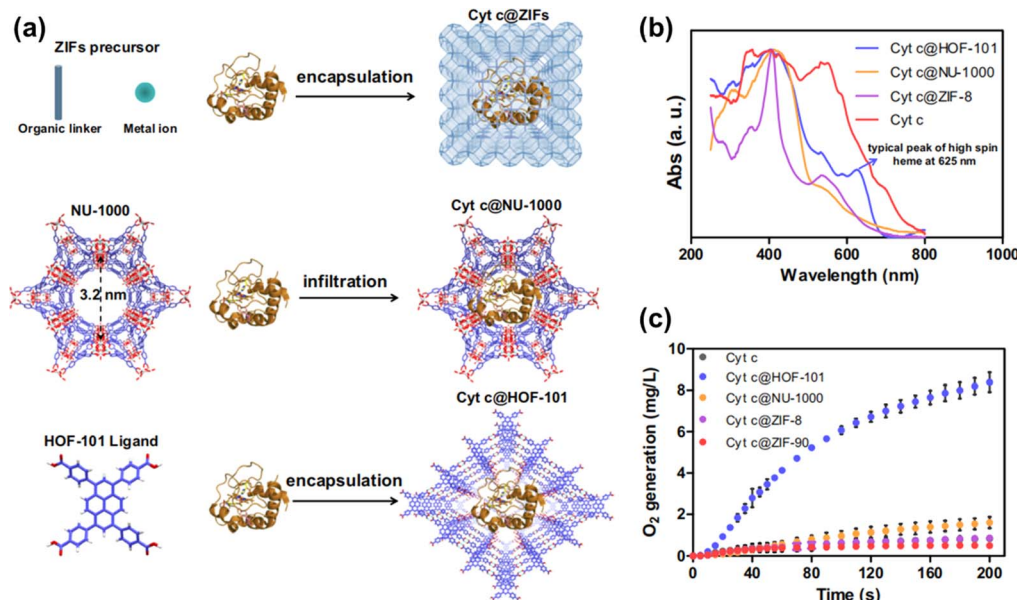 (a)
ZIFs precursor
Organic linker
Metal ion
encapsulation
Cyt c@ZIFs
NU-1000
3.2 nm
infiltration
Cyt c@NU-1000
HOF-101 Ligand
encapsulation
Cyt c@HOF-101
(b)
Abs (a. u.)
Cyt c@HOF-101
Cyt c@NU-1000
Cyt c@ZIF-8
Cyt c
typical peak of high spin
heme at 625 nm
200 400 600 800 1000
Wavelength (nm)
(c)
O2 generation (mg/L)
10
8
6
4
2
0
Cyt c
Cyt c@HOF-101
Cyt c@NU-1000
Cyt c@ZIF-8
Cyt c@ZIF-90
0 40 80 120 160 200
Time (s)